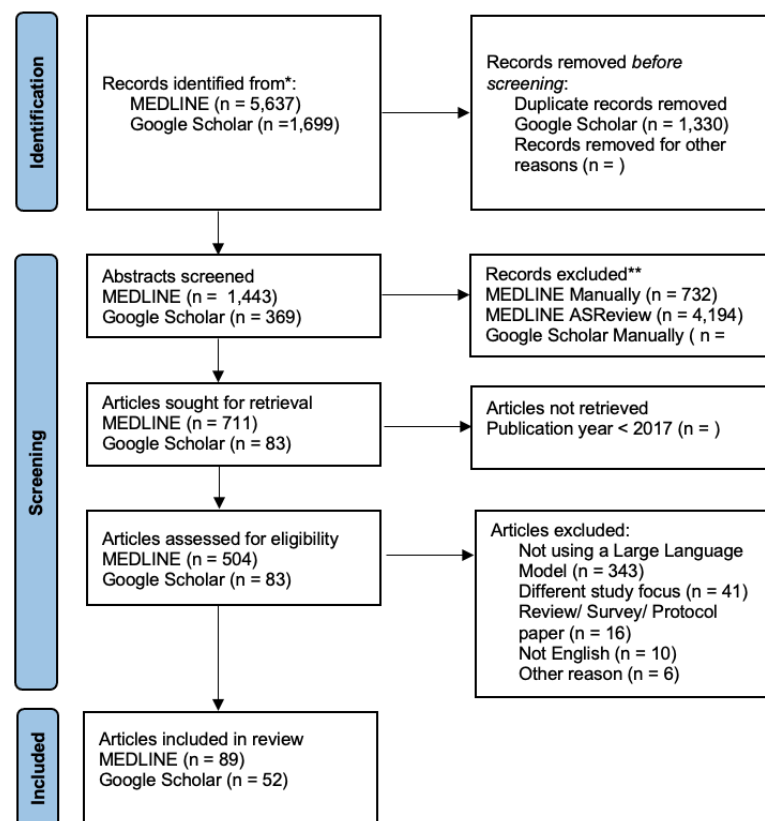 Identification
Records identified from*:
MEDLINE (n = 5,637)
Google Scholar (n =1,699)
Records removed before
screening:
Duplicate records removed
Google Scholar (n = 1,330)
Records removed for other
reasons (n = )
Screening
Abstracts screened
MEDLINE (n =  1,443)
Google Scholar (n = 369)
Records excluded**
MEDLINE Manually (n = 732)
MEDLINE ASReview (n = 4,194)
Google Scholar Manually ( n =
Articles sought for retrieval
MEDLINE (n = 711)
Google Scholar (n = 83)
Articles not retrieved
Publication year < 2017 (n = )
Articles assessed for eligibility
MEDLINE (n = 504)
Google Scholar (n = 83)
Articles excluded:
Not using a Large Language
Model (n = 343)
Different study focus (n = 41)
Review/ Survey/ Protocol
paper (n = 16)
Not English (n = 10)
Other reason (n = 6)
Included
Articles included in review
MEDLINE (n = 89)
Google Scholar (n = 52)